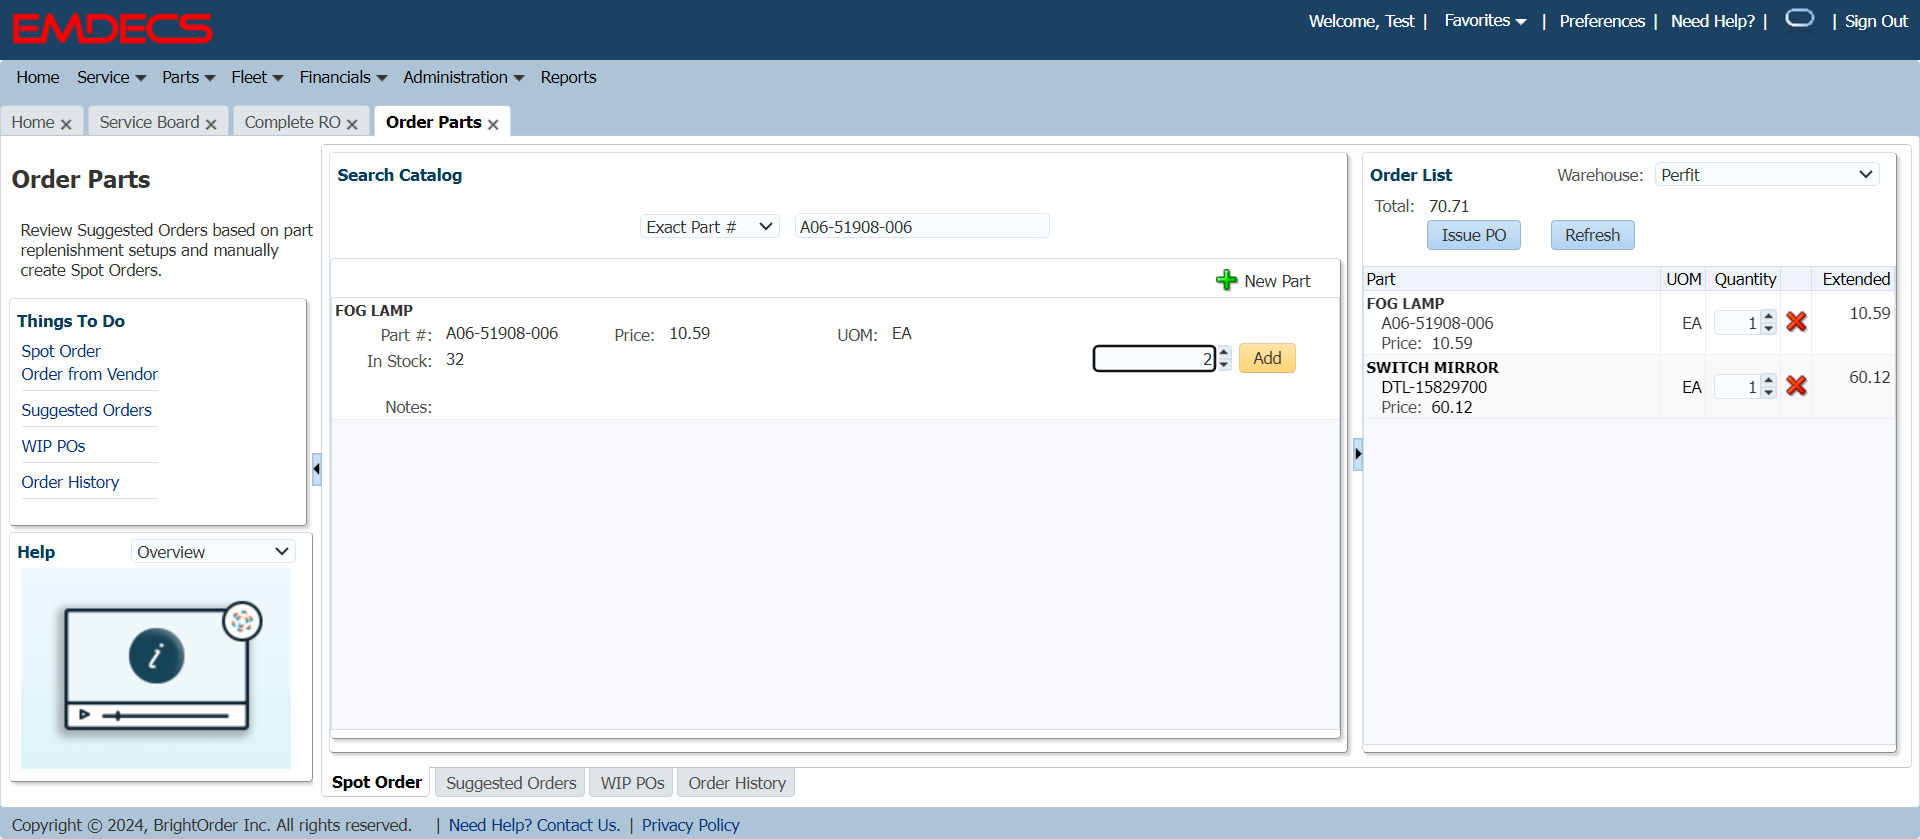 EMDECS
Welcome, Test | Favorites | Preferences | Need Help? | | Sign Out
Home Service Parts Fleet Financials Administration Reports
Home Service Board Complete RO Order Parts
Order Parts
Review Suggested Orders based on part
replenishment setups and manually
create Spot Orders.
Things To Do
Spot Order
Order from Vendor
Suggested Orders
WIP POs
Order History
Help Overview
i
Search Catalog
Exact Part # A06-51908-006
New Part
FOG LAMP
Part #: A06-51908-006 Price: 10.59 UOM: EA
In Stock: 32 2 Add
Notes:
Order List Warehouse: Perfit
Total: 70.71
Issue PO Refresh
Part UOM Quantity Extended
FOG LAMP
A06-51908-006 EA 1 10.59
Price: 10.59
SWITCH MIRROR
DTL-15829700 EA 1 60.12
Price: 60.12
Spot Order Suggested Orders WIP POs Order History
Copyright © 2024, BrightOrder Inc. All rights reserved. | Need Help? Contact Us. | Privacy Policy